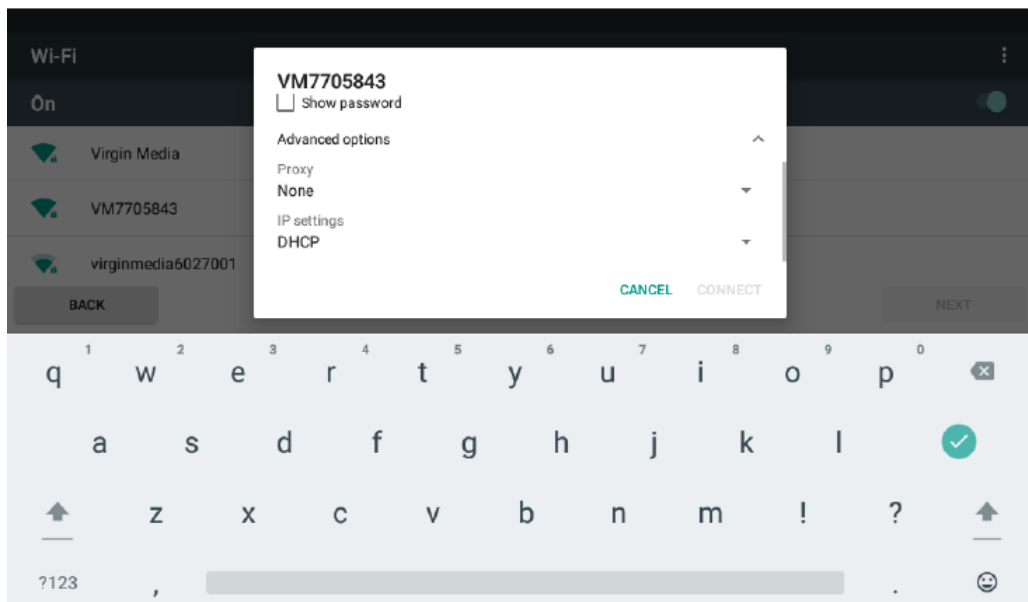 Wi-Fi
On
Virgin Media
VM7705843
virginmedia6027001
BACK
NEXT
VM7705843
Show password
Advanced options
Proxy
None
IP settings
DHCP
CANCEL CONNECT
1 2 3 4 5 6 7 8 9 0
q w e r t y u i o p
a s d f g h j k l
z x c v b n m ! ?
?123 , .